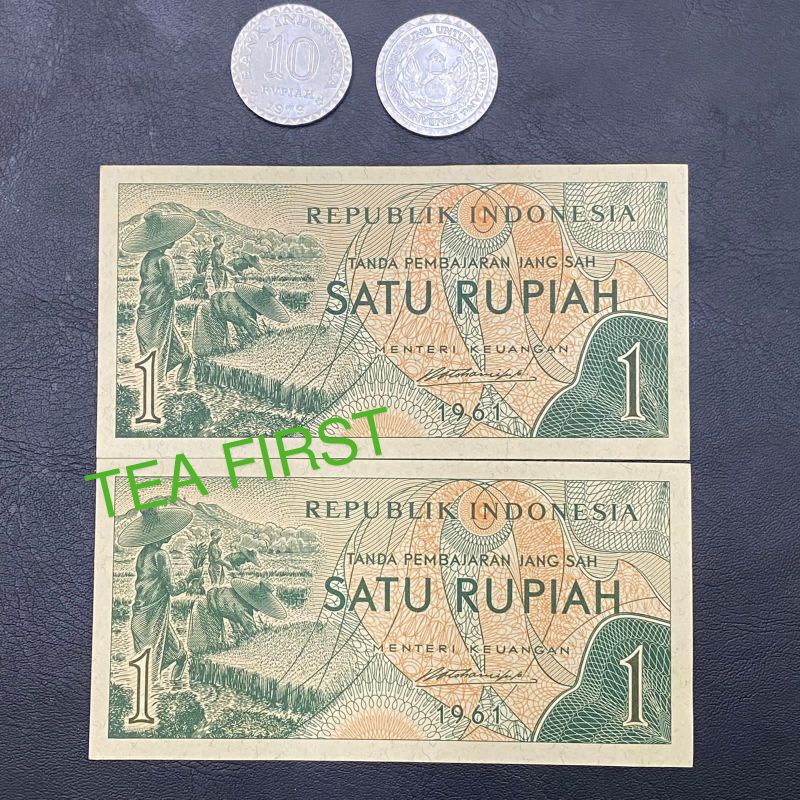 BANK INDONESIA
10
RUPIAH
1979
REPUBLIK INDONESIA
TANDA PEMBAJARAN JANG SAH
SATU RUPIAH
MENTERI KEUANGAN
1
1
1961
TEA FIRST
REPUBLIK INDONESIA
TANDA PEMBAJARAN JANG SAH
SATU RUPIAH
MENTERI KEUANGAN
1
1
1961